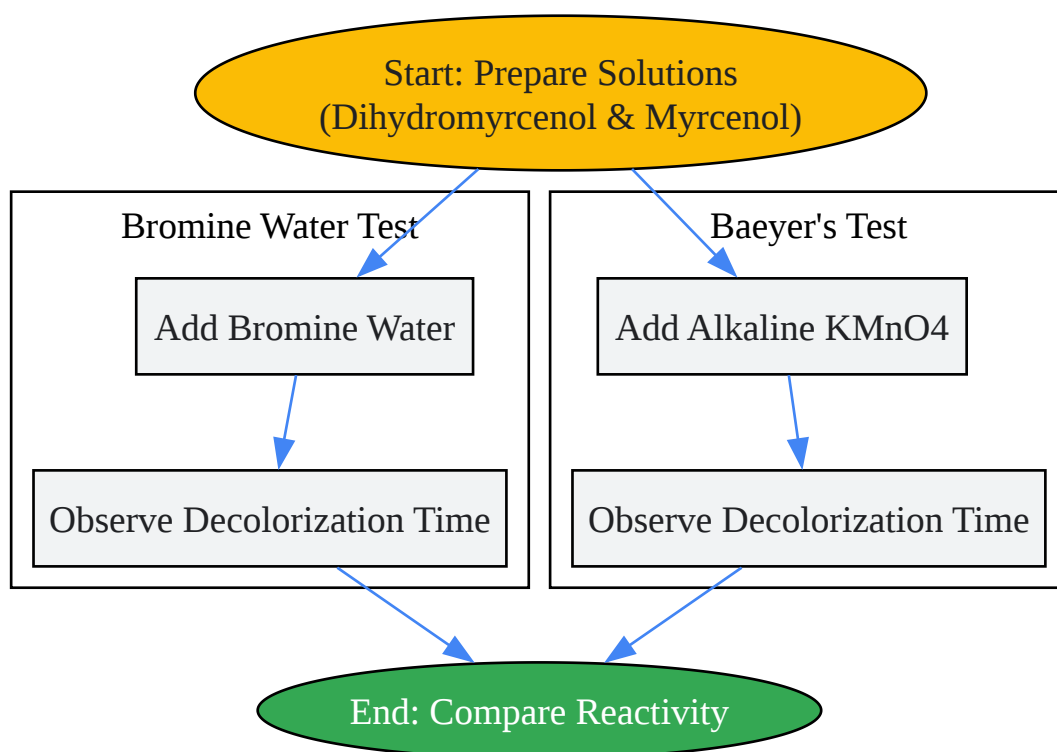 Start: Prepare Solutions
(Dihydromyrcenol & Myrcenol)
Bromine Water Test
Add Bromine Water
Observe Decolorization Time
Baeyer's Test
Add Alkaline KMnO4
Observe Decolorization Time
End: Compare Reactivity